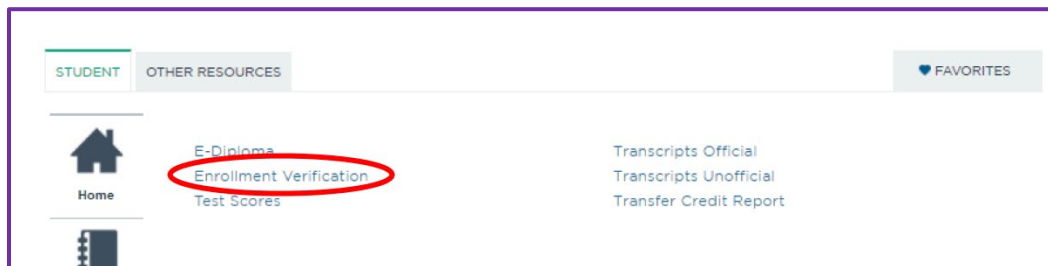 STUDENT
OTHER RESOURCES
FAVORITES
Home
E-Diploma
Enrollment Verification
Test Scores
Transcripts Official
Transcripts Unofficial
Transfer Credit Report